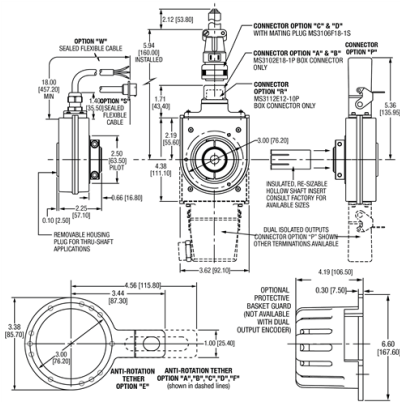 2.12 [53.80]
OPTION "W"
SEALED FLEXIBLE CABLE
CONNECTOR OPTION "C" & "D"
WITH MATING PLUG MS3106F18-1S
5.94
[160.00]
INSTALLED
CONNECTOR OPTION "A" & "B"
MS3102E18-1P BOX CONNECTOR
ONLY
CONNECTOR
OPTION "P"
18.00
[457.20]
MIN
1.40
[35.50]
OPTION "S"
SEALED
FLEXIBLE
CABLE
CONNECTOR
OPTION
"R"
MS3112E12-10P
BOX CONNECTOR ONLY
1.71
[43.40]
5.36
[135.95]
2.19
[55.60]
3.00 [76.20]
2.50
[63.50]
PILOT
4.38
[111.10]
0.66 [16.80]
2.25
[57.10]
0.10 [2.50]
INSULATED, RE-SIZABLE
HOLLOW SHAFT INSERT
CONSULT FACTORY FOR
AVAILABLE SIZES
REMOVABLE HOUSING
PLUG FOR THRU-SHAFT
APPLICATIONS
DUAL ISOLATED OUTPUTS
CONNECTOR OPTION "P" SHOWN
OTHER TERMINATIONS AVAILABLE
3.62 [92.10]
4.56 [115.80]
3.44
[87.30]
4.19 [106.50]
0.30 [7.50]
OPTIONAL
PROTECTIVE
BASKET GUARD
(NOT AVAILABLE
WITH DUAL
OUTPUT ENCODER)
3.38
[85.70]
3.00
[76.20]
1.00
[25.40]
6.60
[167.60]
ANTI-ROTATION
TETHER
OPTION "E"
ANTI-ROTATION TETHER
OPTION "A","B","C","D","F"
(shown in dashed lines)